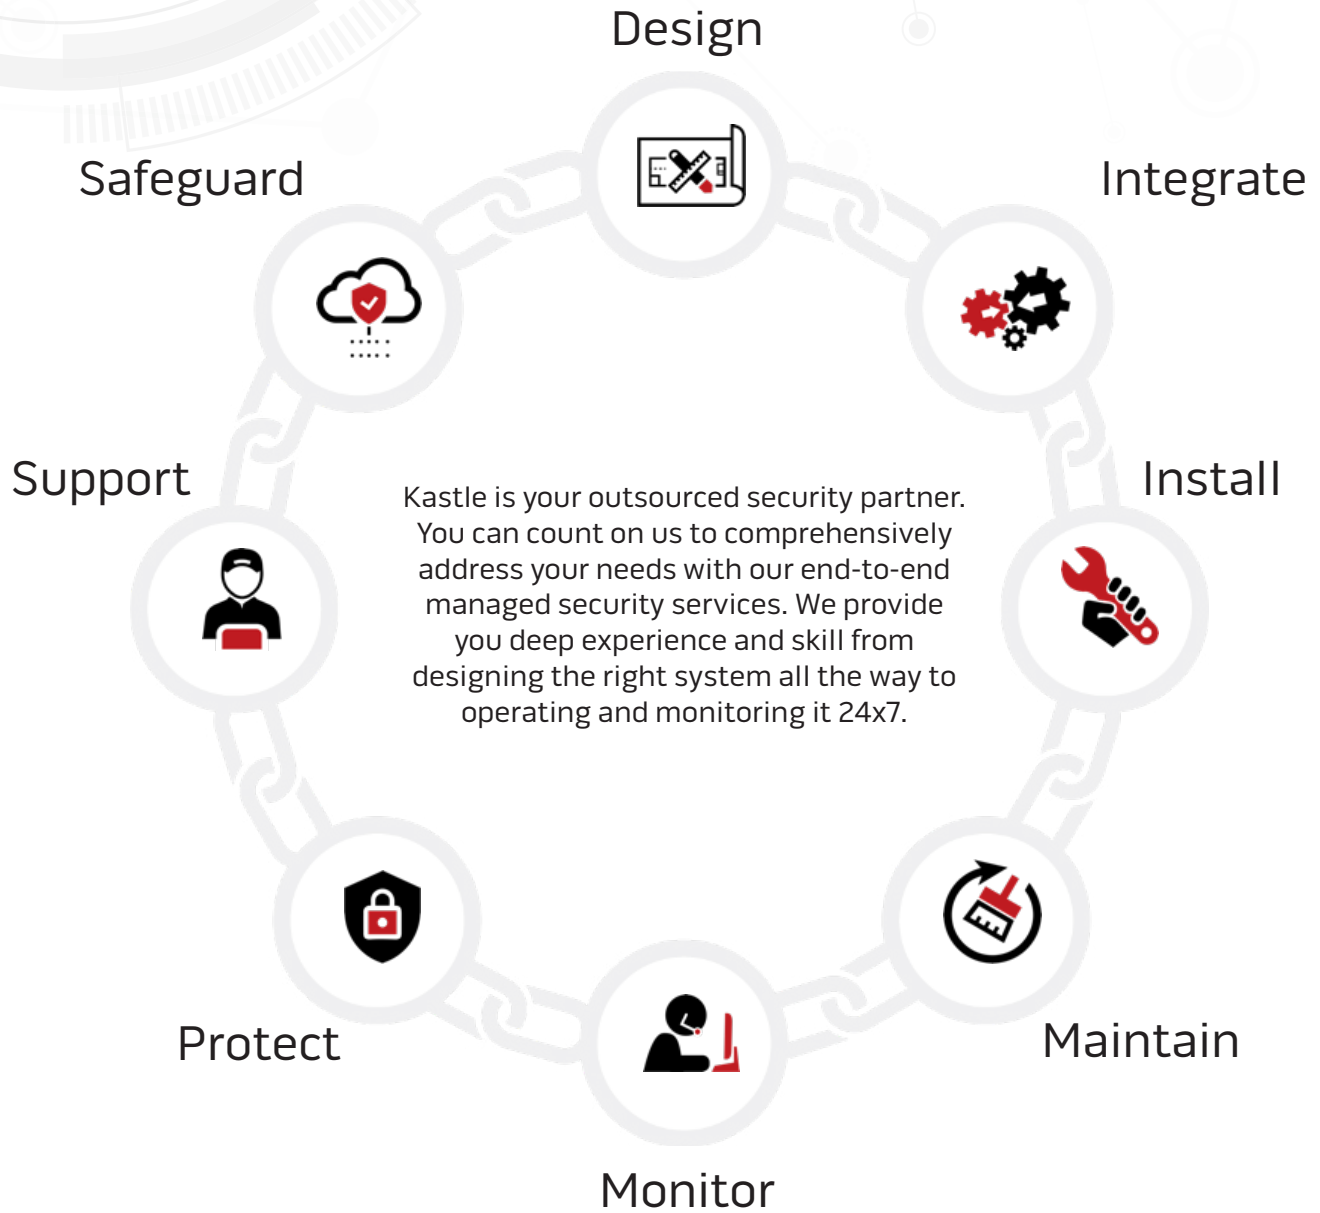 Design
Safeguard
Integrate
Support
Install
Kastle is your outsourced security partner.
You can count on us to comprehensively
address your needs with our end-to-end
managed security services. We provide
you deep experience and skill from
designing the right system all the way to
operating and monitoring it 24x7.
Protect
Maintain
Monitor